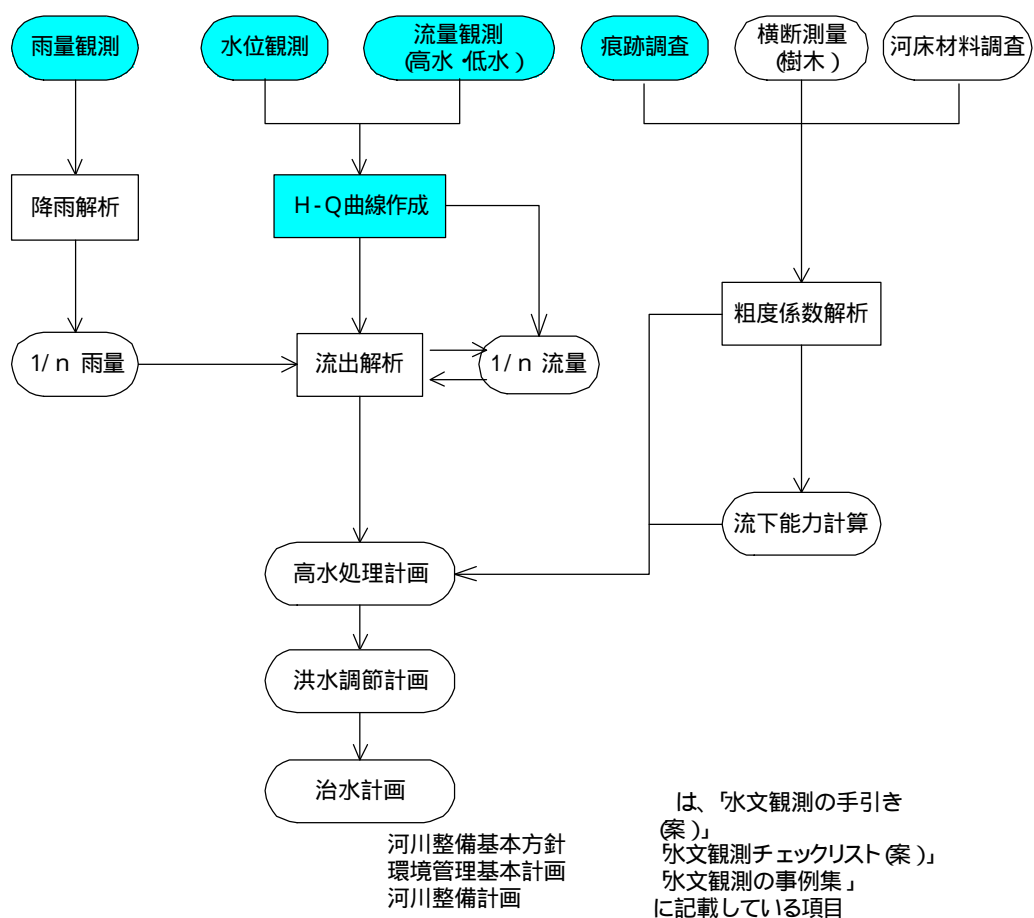 雨量観測
水位観測
流量観測
(高水・低水)
痕跡調査
横断測量
(樹木)
河床材料調査
降雨解析
H-Q曲線作成
粗度係数解析
1/n 雨量
流出解析
1/n 流量
流下能力計算
高水処理計画
洪水調節計画
治水計画
河川整備基本方針
環境管理基本計画
河川整備計画
は、「水文観測の手引き
(案)」
「水文観測チェックリスト(案)」
「水文観測の事例集」
に記載している項目